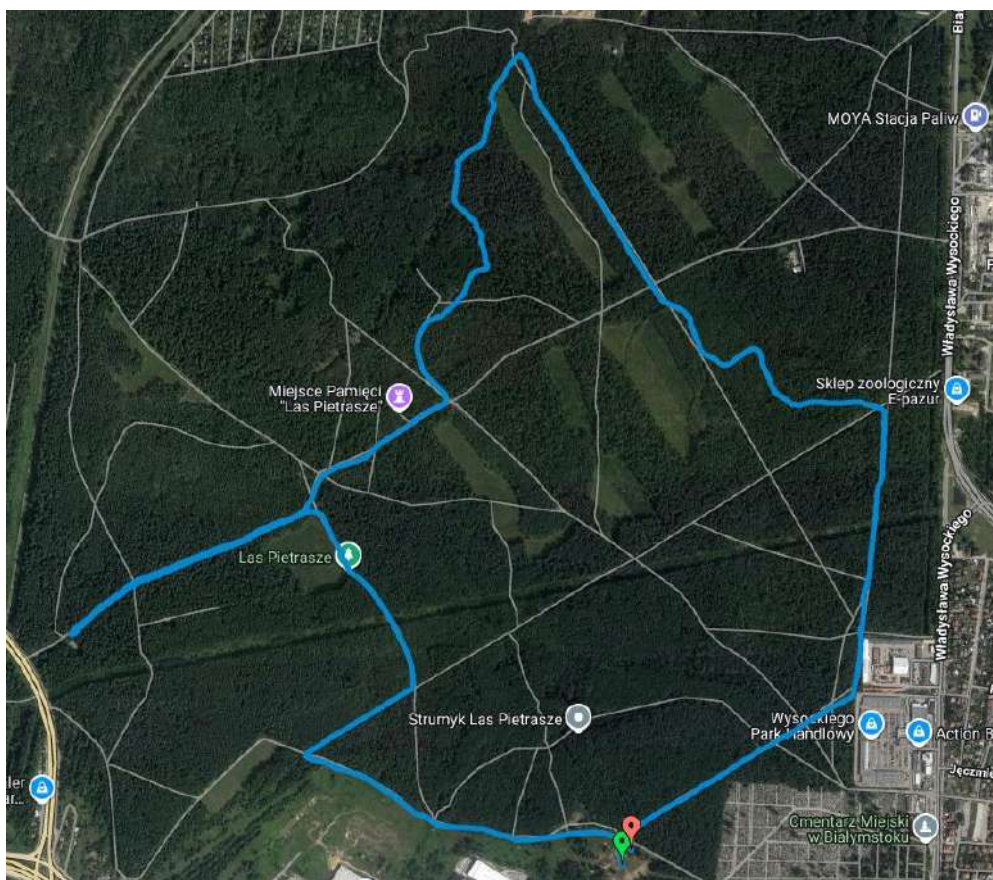 MOYA Stacja Paliw
Władysława Wysockiego
Sklep zoologiczny
E-pazur
Miejsce Pamięci
"Las Pietrasze"
Las Pietrasze
Władysława Wysockiego
Strumyk Las Pietrasze
Wysockiego
Park Handlowy
Action B
Cmentarz Miejski
w Białymstoku